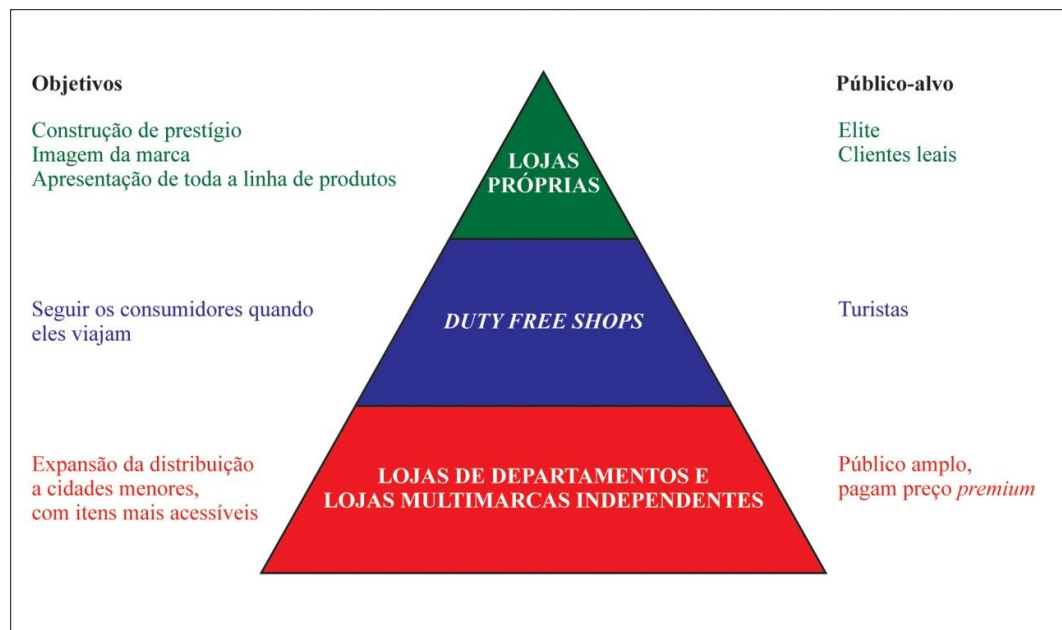 Objetivos
Público-alvo
Construção de prestígio
Imagem da marca
Apresentação de toda a linha de produtos
LOJAS
PRÓPRIAS
Elite
Clientes leais
Seguir os consumidores quando
eles viajam
DUTY FREE SHOPS
Turistas
Expansão da distribuição
a cidades menores,
com itens mais acessíveis
LOJAS DE DEPARTAMENTOS E
LOJAS MULTIMARCAS INDEPENDENTES
Público amplo,
pagam preço premium